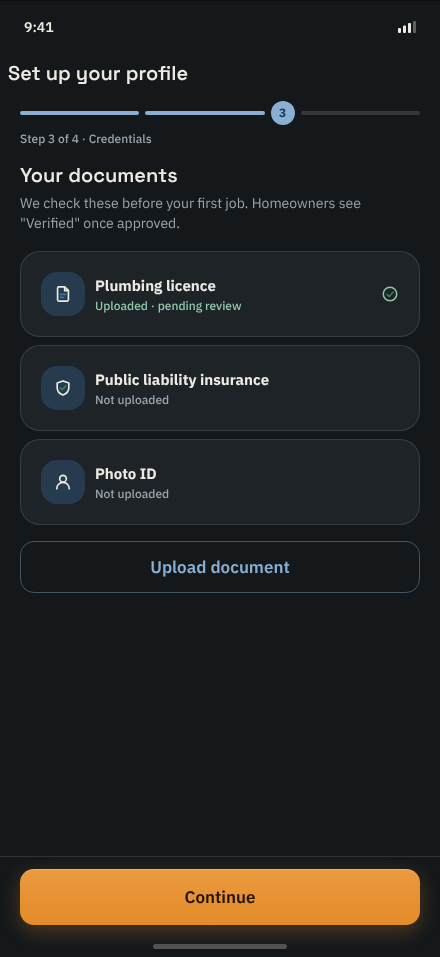 9:41
Set up your profile
3
Step 3 of 4 · Credentials
Your documents
We check these before your first job. Homeowners see
"Verified" once approved.
Plumbing licence
Uploaded · pending review
Public liability insurance
Not uploaded
Photo ID
Not uploaded
Upload document
Continue